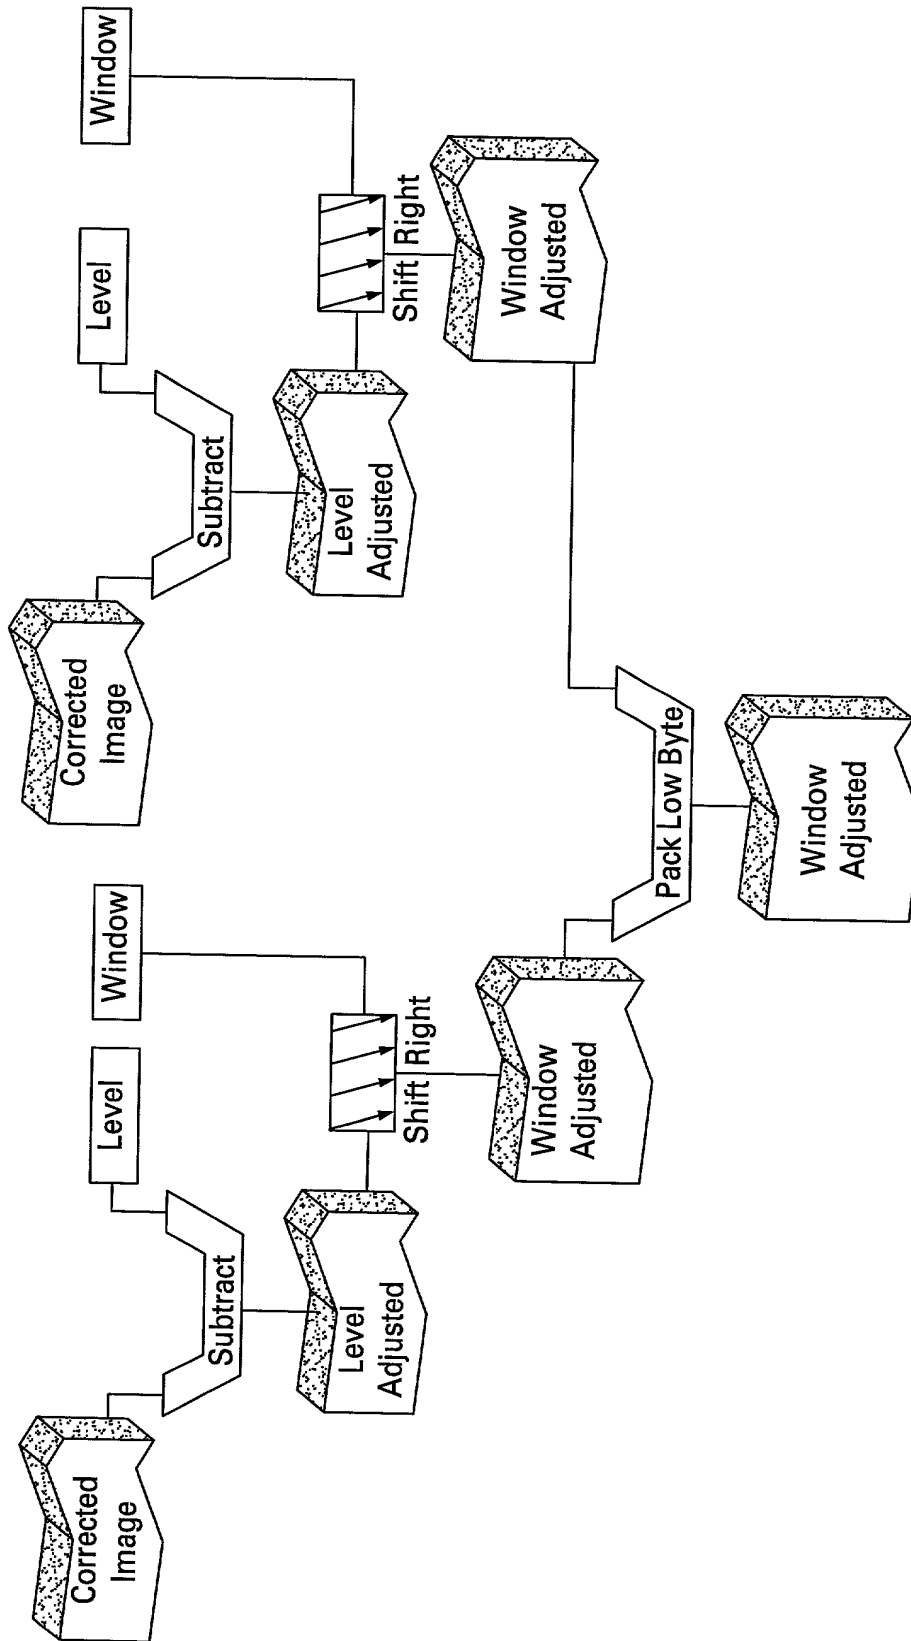 Corrected
Image
Level
Window
Subtract
Level
Adjusted
Shift Right
Window
Adjusted
Corrected
Image
Level
Window
Subtract
Level
Adjusted
Shift Right
Window
Adjusted
Pack Low Byte
Window
Adjusted